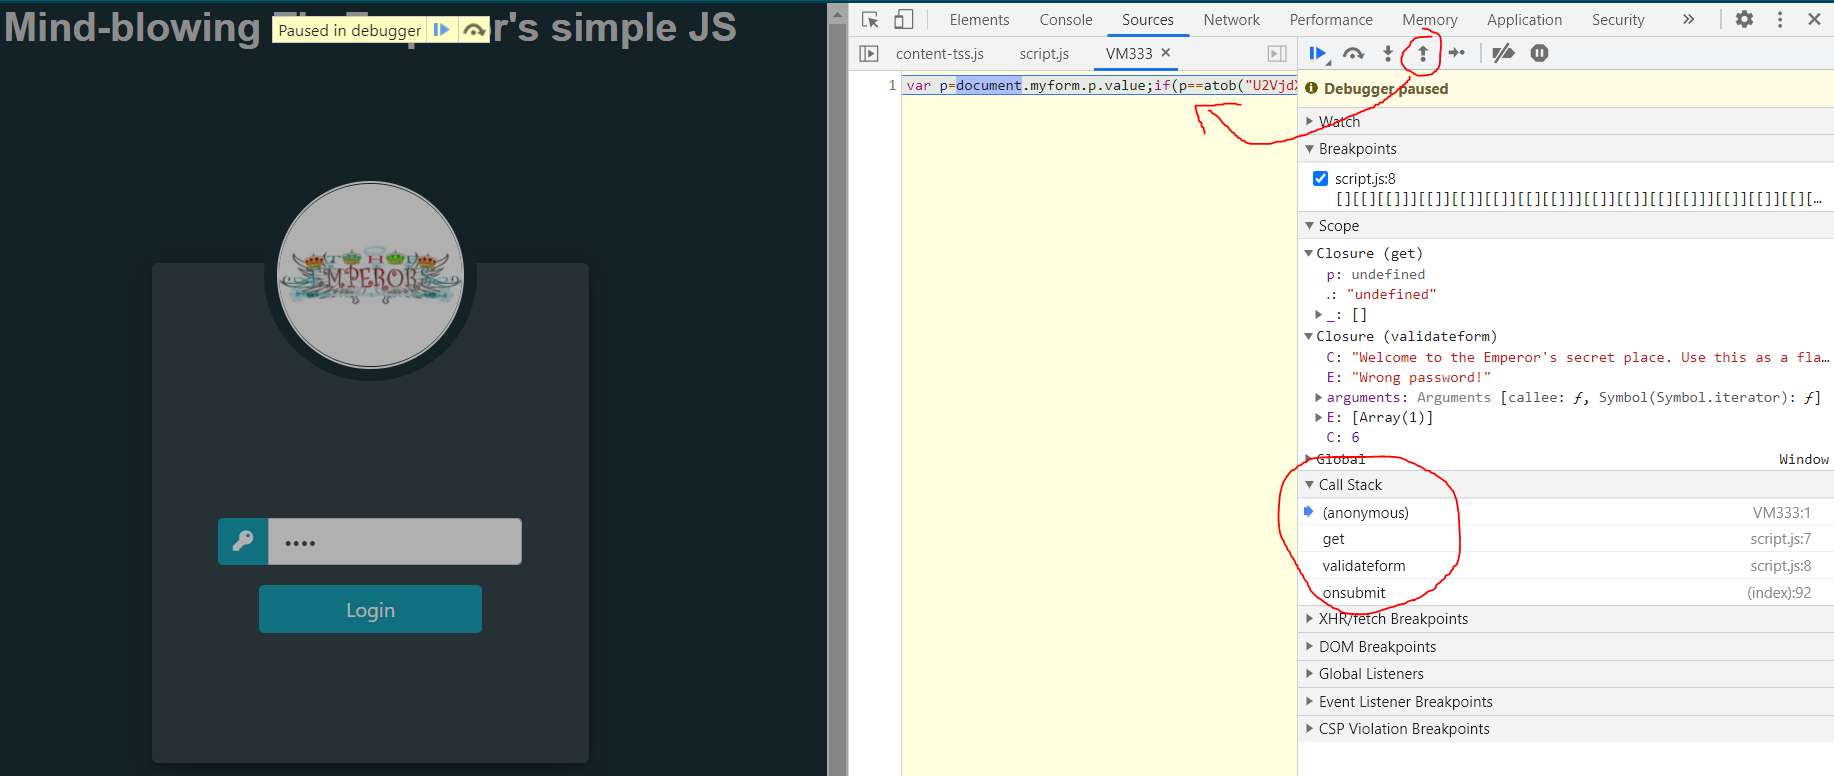 Mind-blowing Th
Paused in debugger
r's simple JS
THE
EMPERORS
••••
Login
Elements Console Sources Network Performance Memory Application Security »
content-tss.js script.js VM333 ×
1 var p=document.myform.p.value;if(p==atob("U2Vjd
Debugger paused
Watch
Breakpoints
script.js:8
[][[][[]]][[]][[]][[]][[][[]]][[]][[]][[][[]]][[]][[]][[][…
Scope
Closure (get)
p: undefined
.: "undefined"
_: []
Closure (validateform)
C: "Welcome to the Emperor's secret place. Use this as a fla…
E: "Wrong password!"
arguments: Arguments [callee: ƒ, Symbol(Symbol.iterator): ƒ]
E: [Array(1)]
C: 6
Global Window
Call Stack
(anonymous) VM333:1
get script.js:7
validateform script.js:8
onsubmit (index):92
XHR/fetch Breakpoints
DOM Breakpoints
Global Listeners
Event Listener Breakpoints
CSP Violation Breakpoints